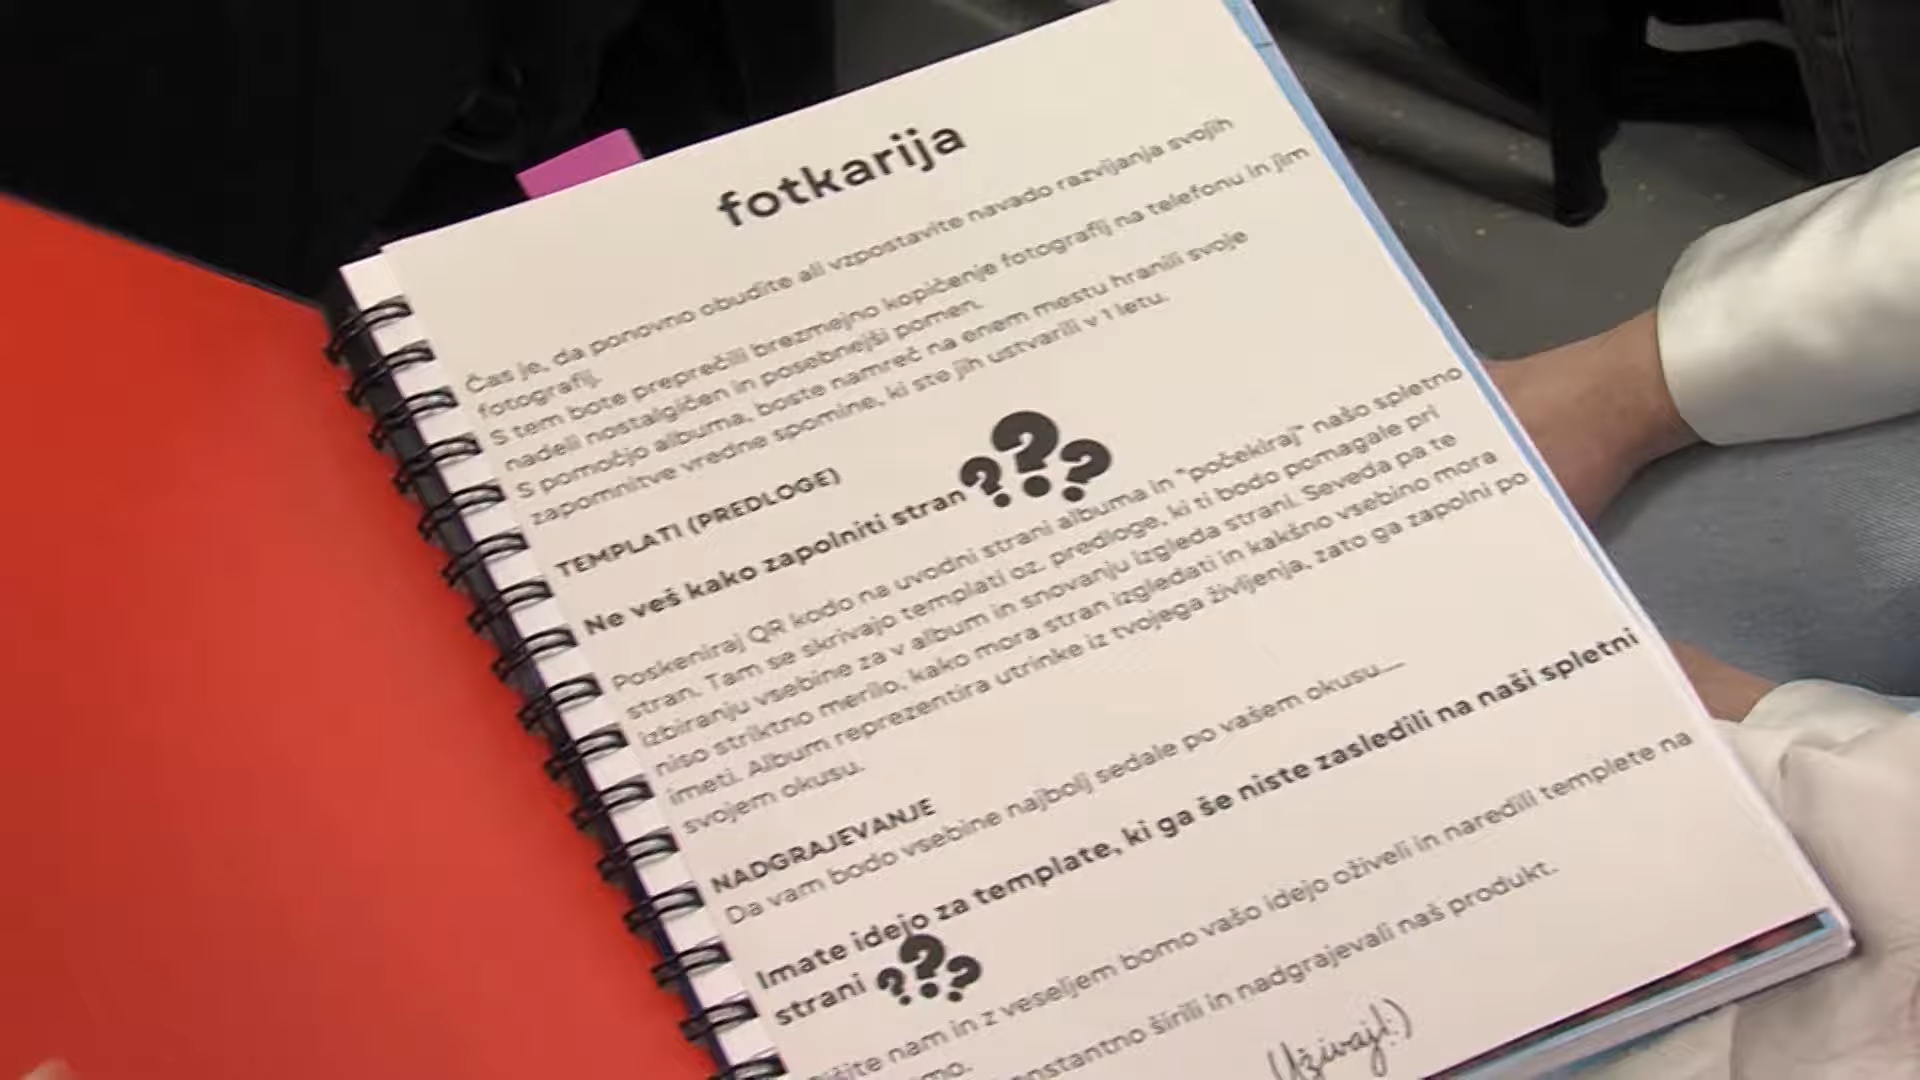 fotkarija
Čas je, da ponovno obudite ali vzpostavite navado razvijanja svojih
fotografij.
S tem bote preprečili brezmejno kopičenje fotografij na telefonu in jim
nadeli nostalgičen in posebnejši pomen.
S pomočjo albuma, boste namreč na enem mestu hranili svoje
zapomnitve vredne spomine, ki ste jih ustvarili v 1 letu.
TEMPLATI (PREDLOGE)
Ne veš kako zapolniti stran ???
Poskeniraj QR kodo na uvodni strani albuma in "počekiraj" našo spletno
stran. Tam se skrivajo templati oz. predloge, ki ti bodo pomagale pri
izbiranju vsebine za v album in snovanju izgleda strani. Seveda pa te
niso striktno merilo, kako mora stran izgledati in kakšno vsebino mora
imeti. Album reprezentira utrinke iz tvojega življenja, zato ga zapolni po
svojem okusu.
NADGRAJEVANJE
Da vam bodo vsebine najbolj sedale po vašem okusu....
Imate idejo za template, ki ga še niste zasledili na naši spletni
strani ???
nam in z veseljem bomo vašo idejo oživeli in naredili templete na
širili in nadgrajevali naš produkt.
Uživaj!:)